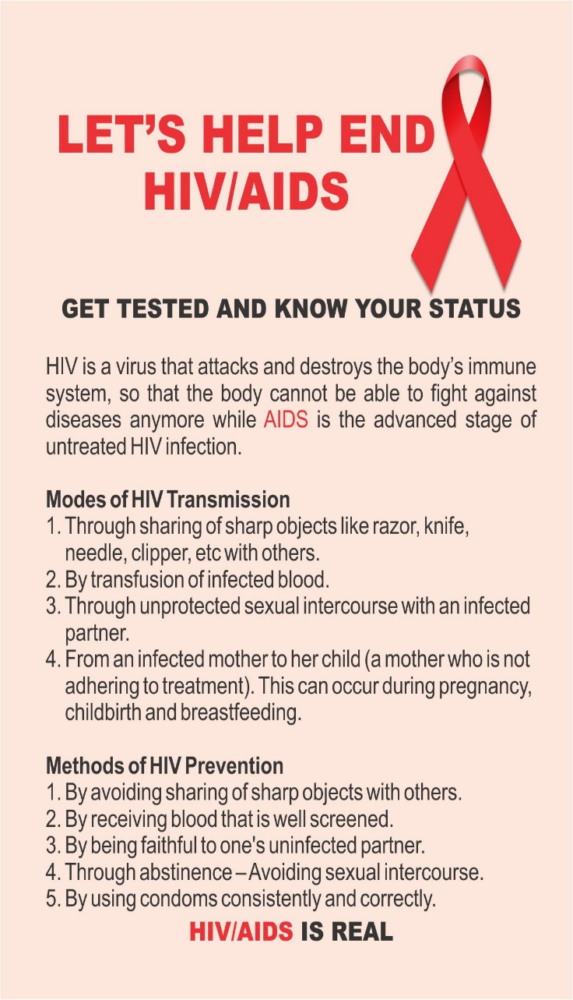 LET’S HELP END
HIV/AIDS
GET TESTED AND KNOW YOUR STATUS
HIV is a virus that attacks and destroys the body’s immune
system, so that the body cannot be able to fight against
diseases anymore while AIDS is the advanced stage of
untreated HIV infection.
Modes of HIV Transmission
1. Through sharing of sharp objects like razor, knife,
needle, clipper, etc with others.
2. By transfusion of infected blood.
3. Through unprotected sexual intercourse with an infected
partner.
4. From an infected mother to her child (a mother who is not
adhering to treatment). This can occur during pregnancy,
childbirth and breastfeeding.
Methods of HIV Prevention
1. By avoiding sharing of sharp objects with others.
2. By receiving blood that is well screened.
3. By being faithful to one's uninfected partner.
4. Through abstinence – Avoiding sexual intercourse.
5. By using condoms consistently and correctly.
HIV/AIDS IS REAL